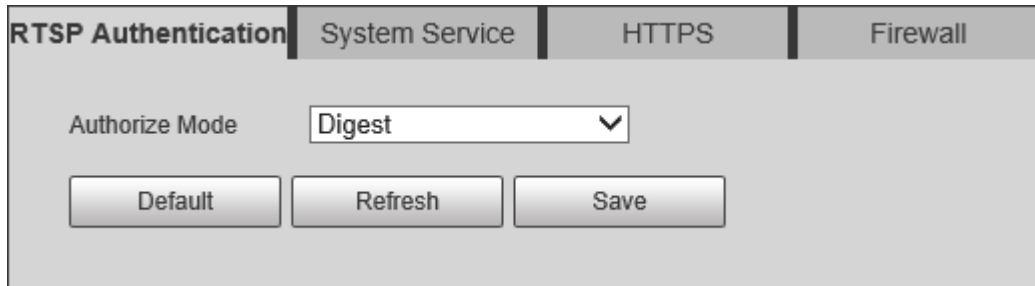 RTSP Authentication System Service HTTPS Firewall
Authorize Mode Digest
Default Refresh Save